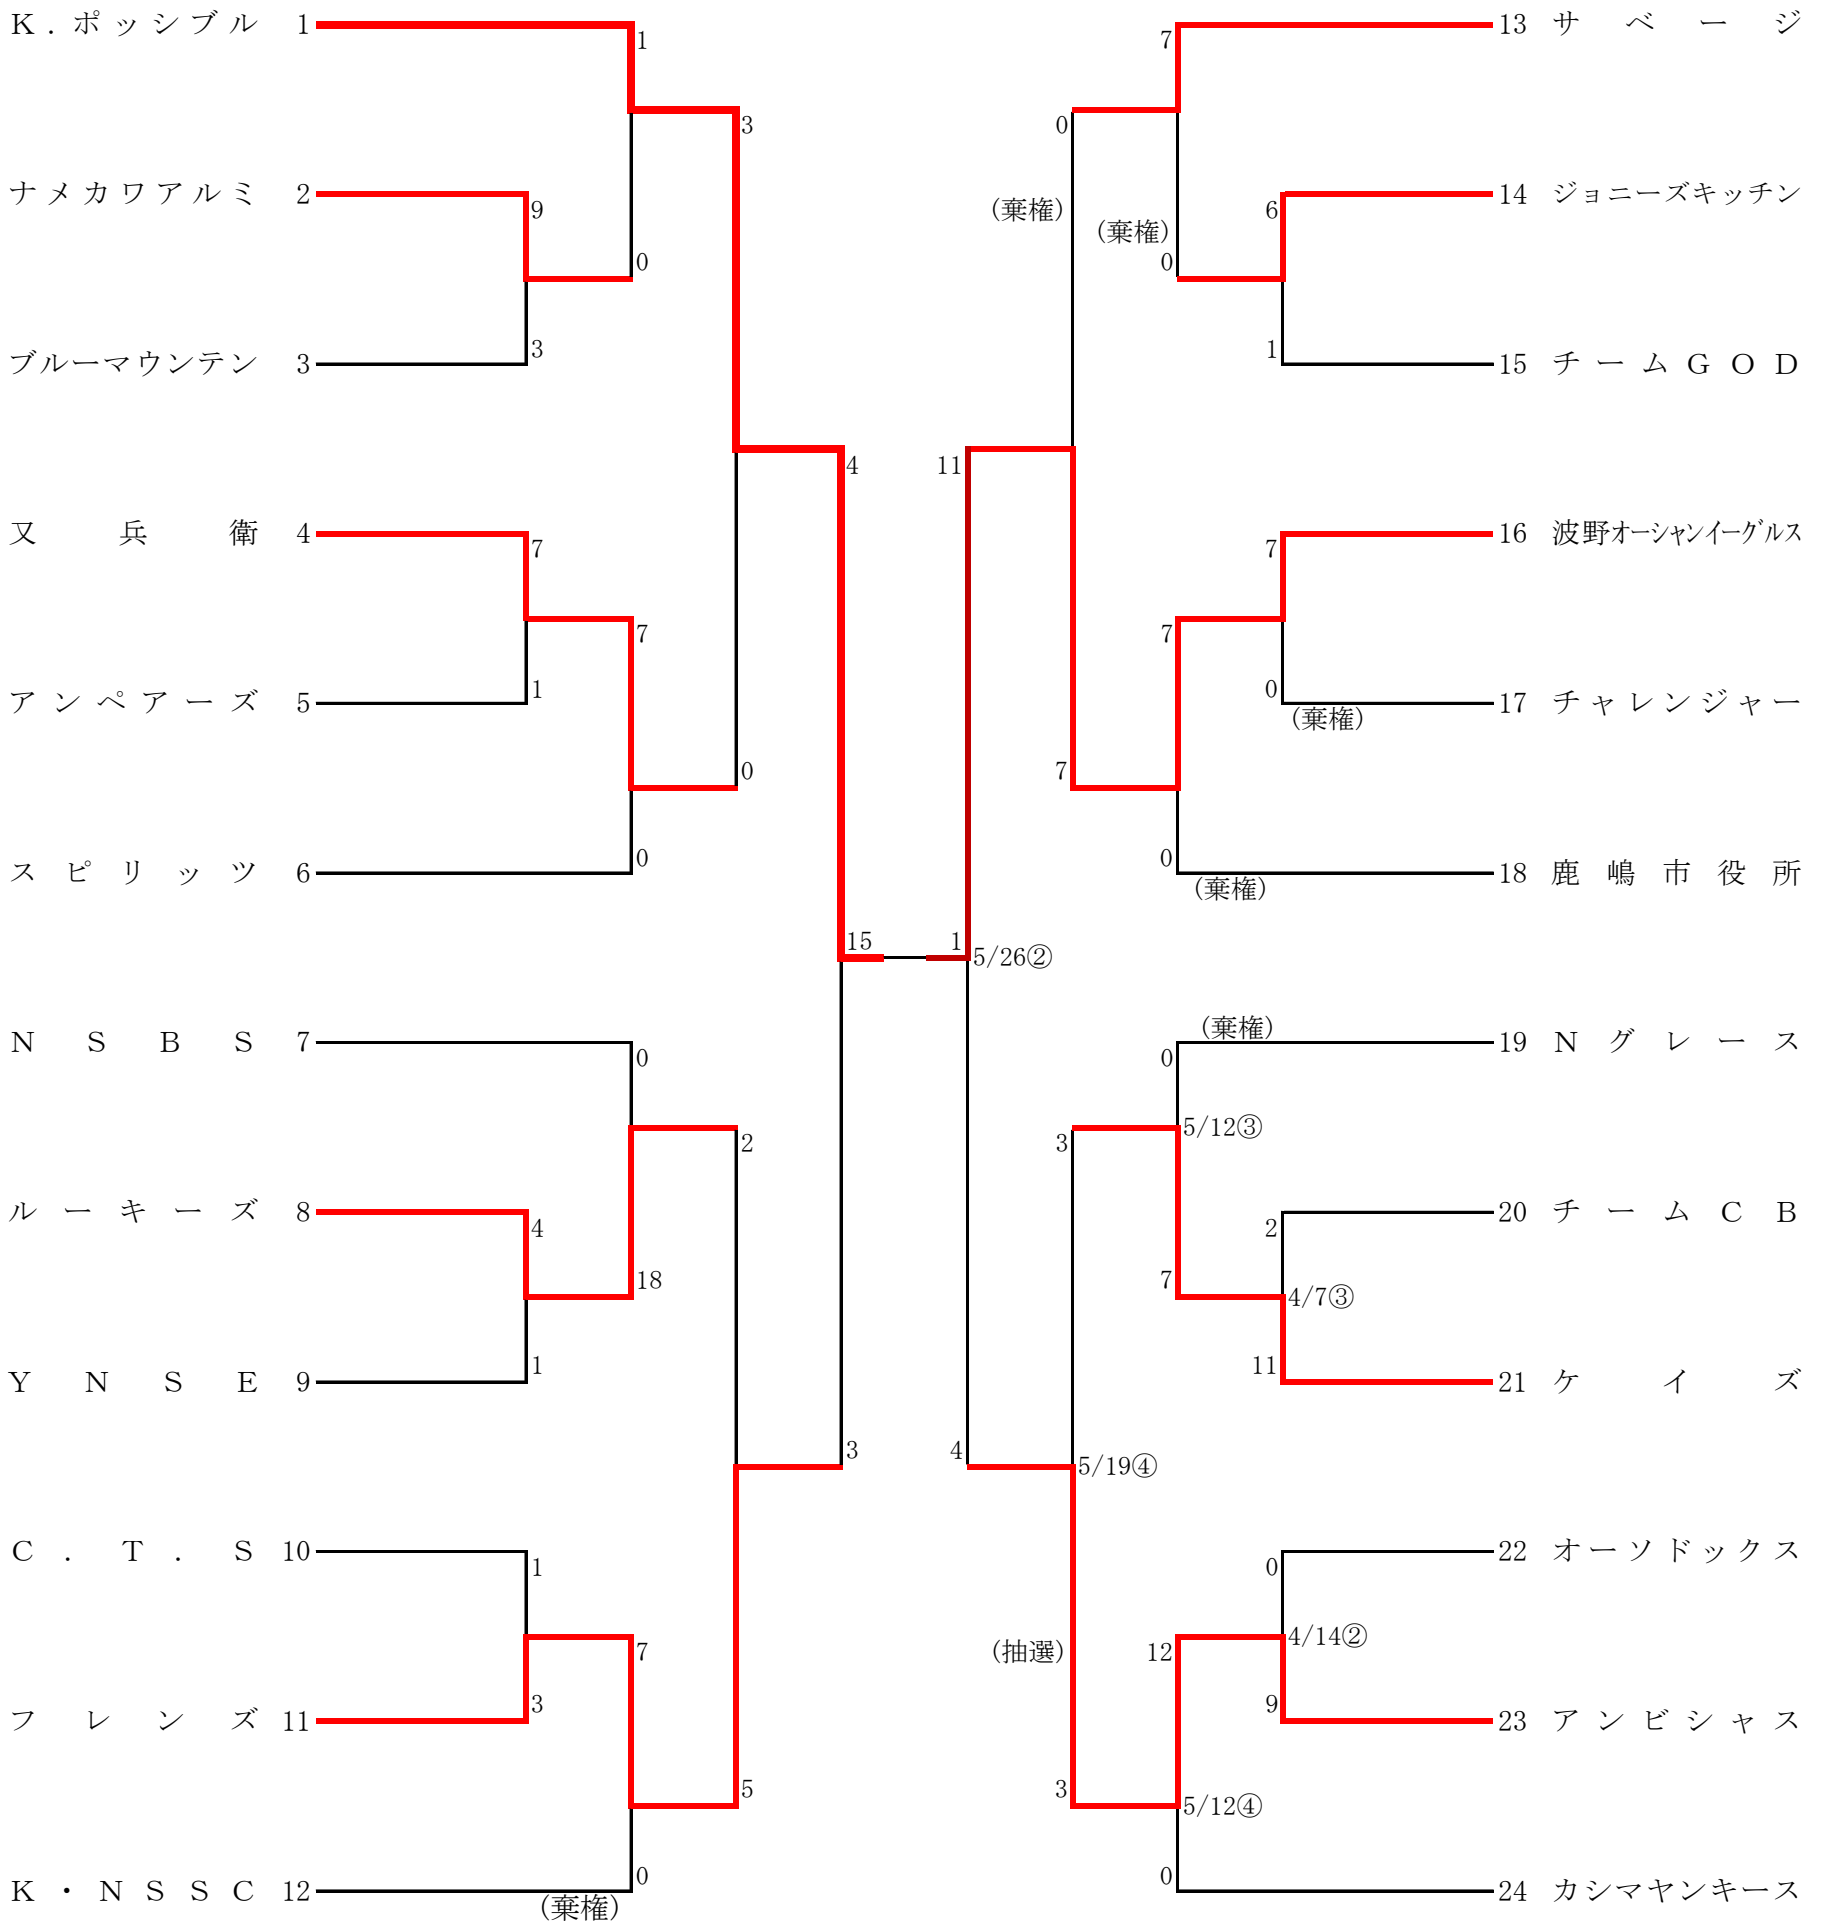 K.ポッシブル 1
1
3
ナメカワアルミ 2
9
0
ブルーマウンテン 3
3
4
又兵衛 4
7
7
アンペアーズ 5
1
0
スピリッツ 6
0
15
NSBS 7
0
2
ルーキーズ 8
4
18
YNSE 9
1
3
C.T.S 10
1
7
フレンズ 11
3
5
K・NSSC 12
0
(棄権)
13 サベージ
7
0
(棄権)
(棄権)
14 ジョニーズキッチン
6
0
15 チームGOD
1
11
16 波野オーシャンイーグルス
7
7
17 チャレンジャー
0
(棄権)
7
18 鹿嶋市役所
0
(棄権)
1
5/26②
(棄権)
19 Nグレース
0
5/12③
3
20 チームCB
2
7
4/7③
21 ケイズ
11
4
5/19④
22 オーソドックス
0
4/14②
(抽選)
12
23 アンビシャス
9
3
5/12④
24 カシマヤンキース
0